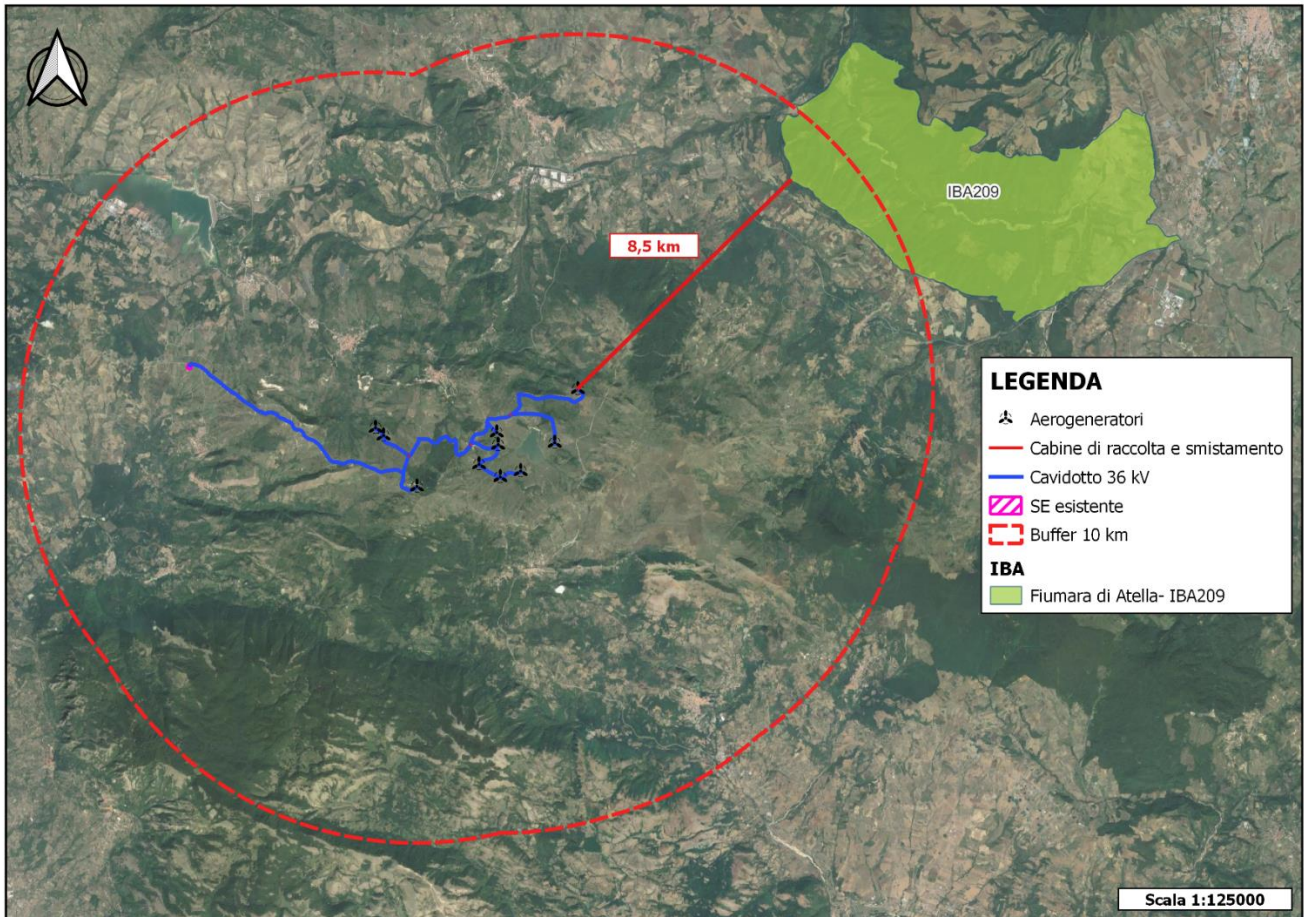 IBA209
8,5 km
LEGENDA
Aerogeneratori
Cabine di raccolta e smistamento
Cavidotto 36 kV
SE esistente
Buffer 10 km
IBA
Fiumara di Atella- IBA209
Scala 1:125000